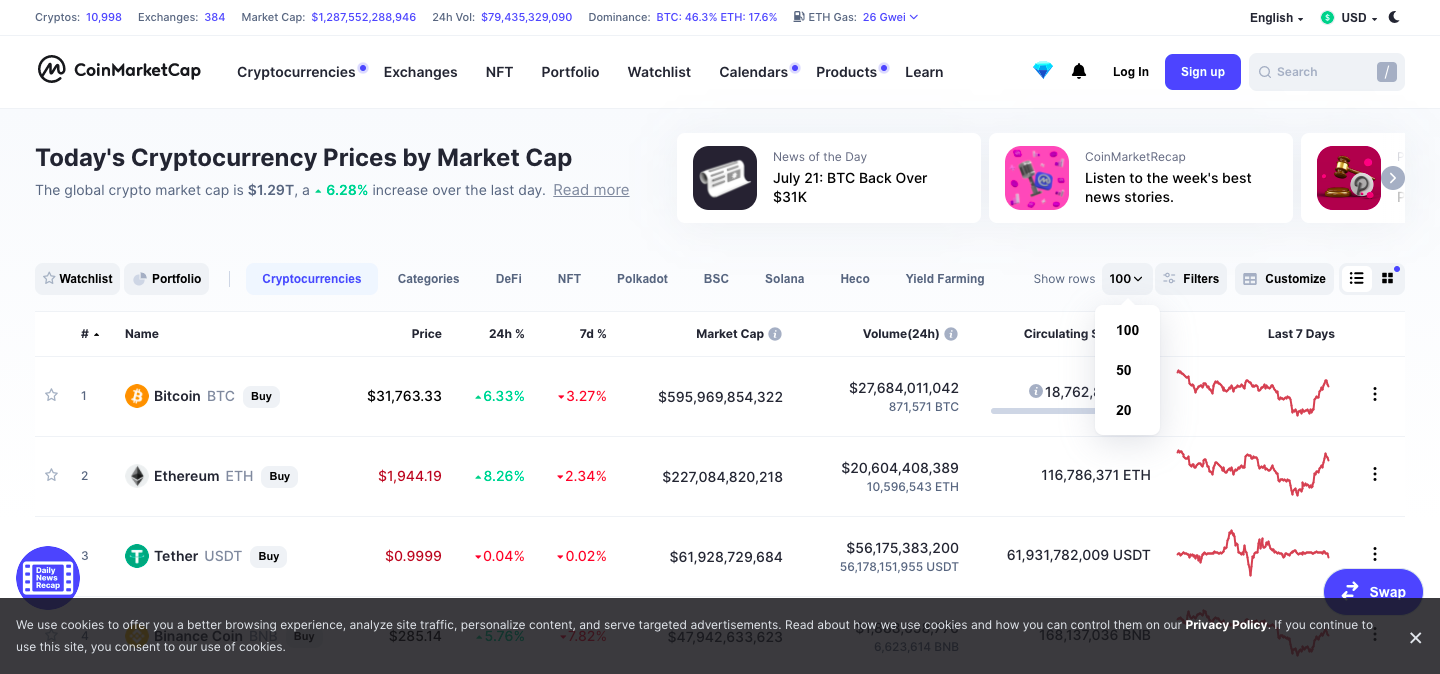 Cryptos: 10,998 Exchanges: 384 Market Cap: $1,287,552,288,946 24h Vol: $79,435,329,090 Dominance: BTC: 46.3% ETH: 17.6% ETH Gas: 26 Gwei English USD
CoinMarketCap Cryptocurrencies Exchanges NFT Portfolio Watchlist Calendars Products Learn Log In Sign up Search /
Today's Cryptocurrency Prices by Market Cap
The global crypto market cap is $1.29T, a 6.28% increase over the last day. Read more
News of the Day
July 21: BTC Back Over
$31K
CoinMarketRecap
Listen to the week's best
news stories.
Watchlist Portfolio Cryptocurrencies Categories DeFi NFT Polkadot BSC Solana Heco Yield Farming Show rows 100 Filters Customize
100
50
20
# Name Price 24h % 7d % Market Cap Volume(24h) Circulating Last 7 Days
1 Bitcoin BTC Buy $31,763.33 6.33% 3.27% $595,969,854,322 $27,684,011,042 18,762,
871,571 BTC
2 Ethereum ETH Buy $1,944.19 8.26% 2.34% $227,084,820,218 $20,604,408,389 116,786,371 ETH
10,596,543 ETH
3 Tether USDT Buy $0.9999 0.04% 0.02% $61,928,729,684 $56,175,383,200 61,931,782,009 USDT
56,178,151,955 USDT
Daily
News
Recap
Swap
4 Binance Coin BNB Buy $285.14 5.76% 7.82% $47,942,633,623 168,137,036 BNB
6,623,614 BNB
We use cookies to offer you a better browsing experience, analyze site traffic, personalize content, and serve targeted advertisements. Read about how we use cookies and how you can control them on our Privacy Policy. If you continue to
use this site, you consent to our use of cookies.